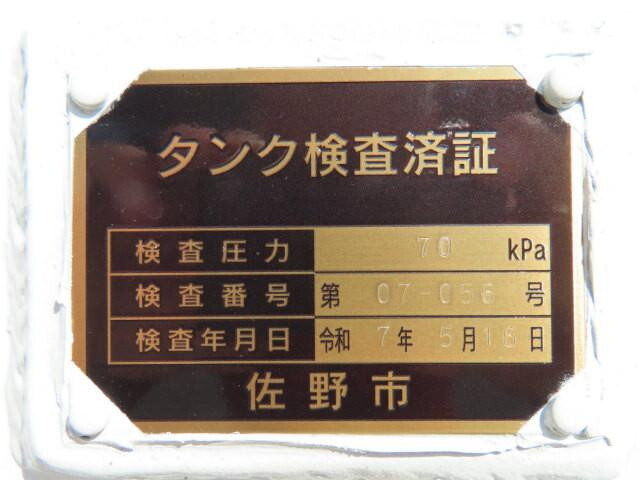 タンク検査済証
検査圧力 70 kPa
検査番号 第 07-056 号
検査年月日 令和 7年 5月16日
佐野市